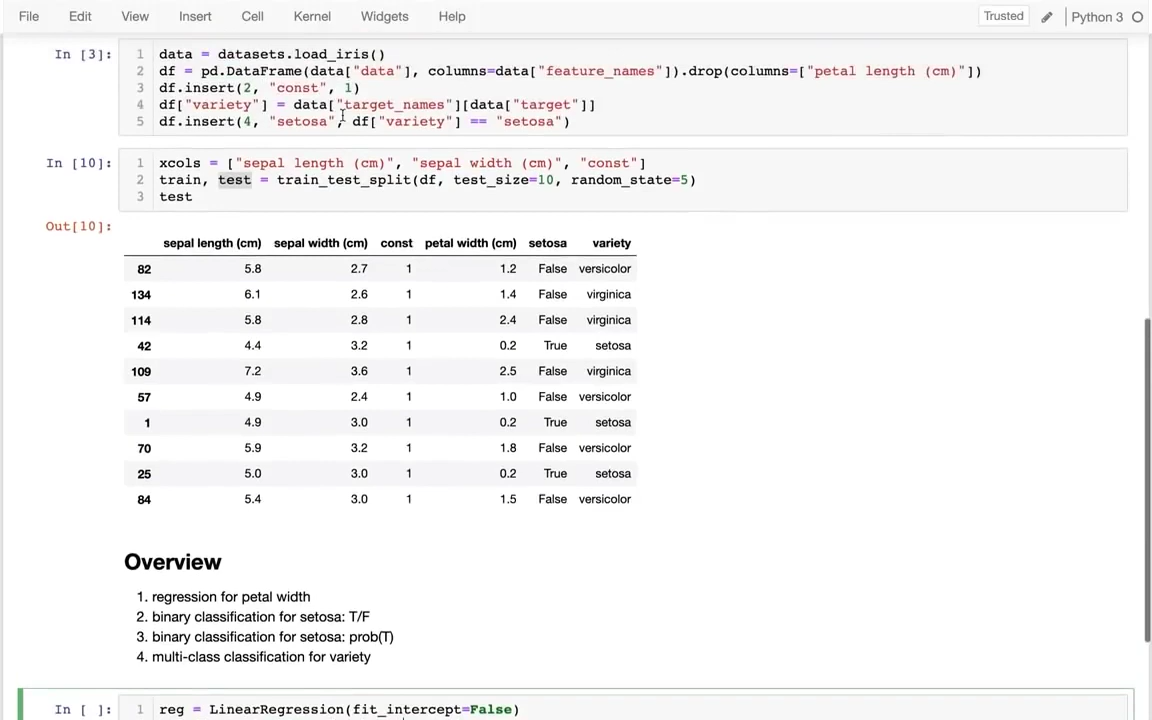 File Edit View Insert Cell Kernel Widgets Help Trusted Python 3
In [3]:
1 data = datasets.load_iris()
2 df = pd.DataFrame(data["data"], columns=data["feature_names"]).drop(columns=["petal length (cm)"])
3 df.insert(2, "const", 1)
4 df["variety"] = data["target_names"][data["target"]]
5 df.insert(4, "setosa", df["variety"] == "setosa")
In [10]:
1 xcols = ["sepal length (cm)", "sepal width (cm)", "const"]
2 train, test = train_test_split(df, test_size=10, random_state=5)
3 test
Out[10]:
sepal length (cm) sepal width (cm) const petal width (cm) setosa variety
82 5.8 2.7 1 1.2 False versicolor
134 6.1 2.6 1 1.4 False virginica
114 5.8 2.8 1 2.4 False virginica
42 4.4 3.2 1 0.2 True setosa
109 7.2 3.6 1 2.5 False virginica
57 4.9 2.4 1 1.0 False versicolor
1 4.9 3.0 1 0.2 True setosa
70 5.9 3.2 1 1.8 False versicolor
25 5.0 3.0 1 0.2 True setosa
84 5.4 3.0 1 1.5 False versicolor
Overview
1. regression for petal width
2. binary classification for setosa: T/F
3. binary classification for setosa: prob(T)
4. multi-class classification for variety
In [ ]:
1 reg = LinearRegression(fit_intercept=False)